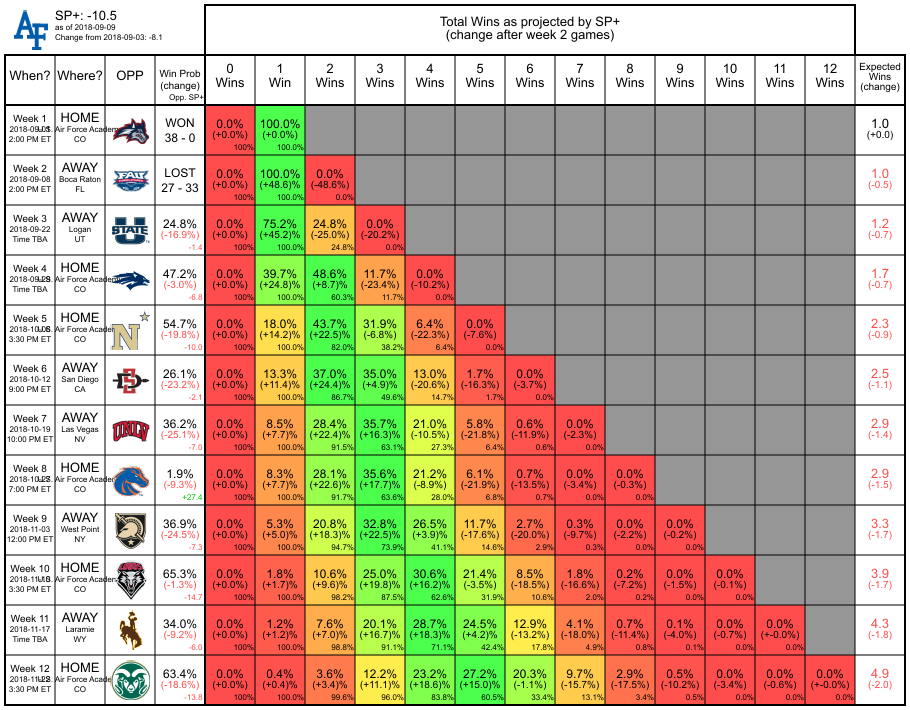 AF
SP+: -10.5
as of 2018-09-09
Change from 2018-09-03: -8.1
Total Wins as projected by SP+
(change after week 2 games)
When? Where? OPP Win Prob (change) Opp. SP+ 0 Wins 1 Win 2 Wins 3 Wins 4 Wins 5 Wins 6 Wins 7 Wins 8 Wins 9 Wins 10 Wins 11 Wins 12 Wins Expected Wins (change)
Week 1 HOME WON 0.0% 100.0% 1.0
Air Force Academy 38 - 0 (+0.0%) (+0.0%) (+0.0)
2:00 PM ET CO 100% 100.0%
Week 2 AWAY FAU LOST 0.0% 100.0% 0.0% 1.0
2018-09-08 Boca Raton 27 - 33 (+0.0%) (+48.6)% (-48.6%) (-0.5)
2:00 PM ET FL 100% 100.0% 0.0%
Week 3 AWAY U STATE 24.8% 0.0% 75.2% 24.8% 0.0% 1.2
2018-09-22 Logan (-16.9%) (+0.0%) (+45.2)% (-25.0%) (-20.2%) (-0.7)
Time TBA UT -1.4 100% 100.0% 24.8% 0.0%
Week 4 HOME 47.2% 0.0% 39.7% 48.6% 11.7% 0.0% 1.7
Air Force Academy (-3.0%) (+0.0%) (+24.8)% (+8.7)% (-23.4%) (-10.2%) (-0.7)
Time TBA CO -6.8 100% 100.0% 60.3% 11.7% 0.0%
Week 5 HOME N 54.7% 0.0% 18.0% 43.7% 31.9% 6.4% 0.0% 2.3
Air Force Academy (-19.8%) (+0.0%) (+14.2)% (+22.5)% (-6.8%) (-22.3%) (-7.6%) (-0.9)
3:30 PM ET CO -10.0 100% 100.0% 82.0% 38.2% 6.4% 0.0%
Week 6 AWAY SD 26.1% 0.0% 13.3% 37.0% 35.0% 13.0% 1.7% 0.0% 2.5
2018-10-12 San Diego (-23.2%) (+0.0%) (+11.4)% (+24.4)% (+4.9)% (-20.6%) (-16.3%) (-3.7%) (-1.1)
9:00 PM ET CA -2.1 100% 100.0% 86.7% 49.6% 14.7% 1.7% 0.0%
Week 7 AWAY UNLV 36.2% 0.0% 8.5% 28.4% 35.7% 21.0% 5.8% 0.6% 0.0% 2.9
2018-10-19 Las Vegas (-25.1%) (+0.0%) (+7.7)% (+22.4)% (+16.3)% (-10.5%) (-21.8%) (-11.9%) (-2.3%) (-1.4)
10:00 PM ET NV -7.0 100% 100.0% 91.5% 63.1% 27.3% 6.4% 0.6% 0.0%
Week 8 HOME 1.9% 0.0% 8.3% 28.1% 35.6% 21.2% 6.1% 0.7% 0.0% 0.0% 2.9
Air Force Academy (-9.3%) (+0.0%) (+7.7)% (+22.6)% (+17.7)% (-8.9%) (-21.9%) (-13.5%) (-3.4%) (-0.3%) (-1.5)
7:00 PM ET CO +27.4 100% 100.0% 91.7% 63.6% 28.0% 6.8% 0.7% 0.0% 0.0%
Week 9 AWAY 36.9% 0.0% 5.3% 20.8% 32.8% 26.5% 11.7% 2.7% 0.3% 0.0% 0.0% 3.3
2018-11-03 West Point (-24.5%) (+0.0%) (+5.0)% (+18.3)% (+22.5)% (+3.9)% (-17.6%) (-20.0%) (-9.7%) (-2.2%) (-0.2%) (-1.7)
12:00 PM ET NY -7.3 100% 100.0% 94.7% 73.9% 41.1% 14.6% 2.9% 0.3% 0.0% 0.0%
Week 10 HOME 65.3% 0.0% 1.8% 10.6% 25.0% 30.6% 21.4% 8.5% 1.8% 0.2% 0.0% 0.0% 3.9
Air Force Academy (-1.3%) (+0.0%) (+1.7)% (+9.6)% (+19.8)% (+16.2)% (-3.5%) (-18.5%) (-16.6%) (-7.2%) (-1.5%) (-0.1%) (-1.7)
3:30 PM ET CO -14.7 100% 100.0% 98.2% 87.5% 62.6% 31.9% 10.6% 2.0% 0.2% 0.0% 0.0%
Week 11 AWAY 34.0% 0.0% 1.2% 7.6% 20.1% 28.7% 24.5% 12.9% 4.1% 0.7% 0.1% 0.0% 0.0% 4.3
2018-11-17 Laramie (-9.2%) (+0.0%) (+1.2)% (+7.0)% (+16.7)% (+18.3)% (+4.2)% (-13.2%) (-18.0%) (-11.4%) (-4.0%) (-0.7%) (+-0.0%) (-1.8)
Time TBA WY -6.0 100% 100.0% 98.8% 91.1% 71.1% 42.4% 17.8% 4.9% 0.8% 0.1% 0.0% 0.0%
Week 12 HOME 63.4% 0.0% 0.4% 3.6% 12.2% 23.2% 27.2% 20.3% 9.7% 2.9% 0.5% 0.0% 0.0% 0.0% 4.9
Air Force Academy (-18.6%) (+0.0%) (+0.4)% (+3.4)% (+11.1)% (+18.6)% (+15.0)% (-1.1%) (-15.7%) (-17.5%) (-10.2%) (-3.4%) (-0.6%) (+-0.0%) (-2.0)
3:30 PM ET CO -13.8 100% 100.0% 99.6% 96.0% 83.8% 60.5% 33.4% 13.1% 3.4% 0.5% 0.0% 0.0% 0.0%